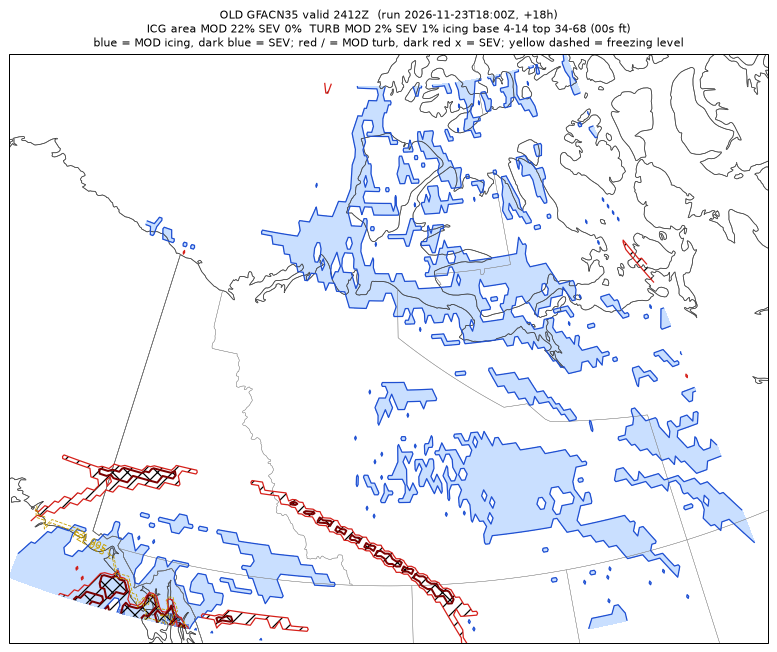 OLD GFACN35 valid 2412Z  (run 2026-11-23T18:00Z, +18h)
ICG area MOD 22% SEV 0%  TURB MOD 2% SEV 1% icing base 4-14 top 34-68 (00s ft)
blue = MOD icing, dark blue = SEV; red / = MOD turb, dark red x = SEV; yellow dashed = freezing level